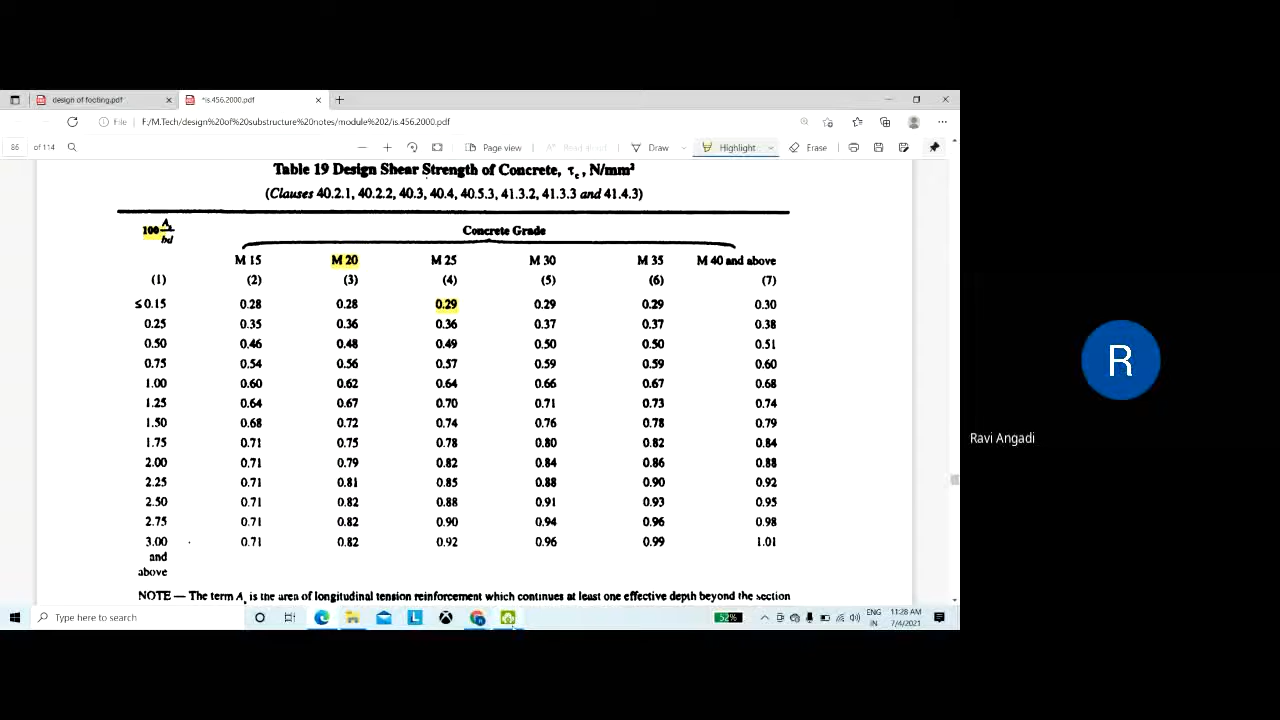 design of footing.pdf
*is.456.2000.pdf
File
F:/M.Tech/design%20of%20substructure%20notes/module%202/is.456.2000.pdf
86 of 114
Page view
Read aloud
Draw
Highlight
Erase
Table 19 Design Shear Strength of Concrete, τc, N/mm²
(Clauses 40.2.1, 40.2.2, 40.3, 40.4, 40.5.3, 41.3.2, 41.3.3 and 41.4.3)
100 As/bd
Concrete Grade
M 15 M 20 M 25 M 30 M 35 M 40 and above
(1) (2) (3) (4) (5) (6) (7)
≤ 0.15 0.28 0.28 0.29 0.29 0.29 0.30
0.25 0.35 0.36 0.36 0.37 0.37 0.38
0.50 0.46 0.48 0.49 0.50 0.50 0.51
0.75 0.54 0.56 0.57 0.59 0.59 0.60
1.00 0.60 0.62 0.64 0.66 0.67 0.68
1.25 0.64 0.67 0.70 0.71 0.73 0.74
1.50 0.68 0.72 0.74 0.76 0.78 0.79
1.75 0.71 0.75 0.78 0.80 0.82 0.84
2.00 0.71 0.79 0.82 0.84 0.86 0.88
2.25 0.71 0.81 0.85 0.88 0.90 0.92
2.50 0.71 0.82 0.88 0.91 0.93 0.95
2.75 0.71 0.82 0.90 0.94 0.96 0.98
3.00 0.71 0.82 0.92 0.96 0.99 1.01
and
above
NOTE — The term As is the area of longitudinal tension reinforcement which continues at least one effective depth beyond the section
R
Ravi Angadi
Type here to search
L
52%
ENG
IN
11:28 AM
7/4/2021